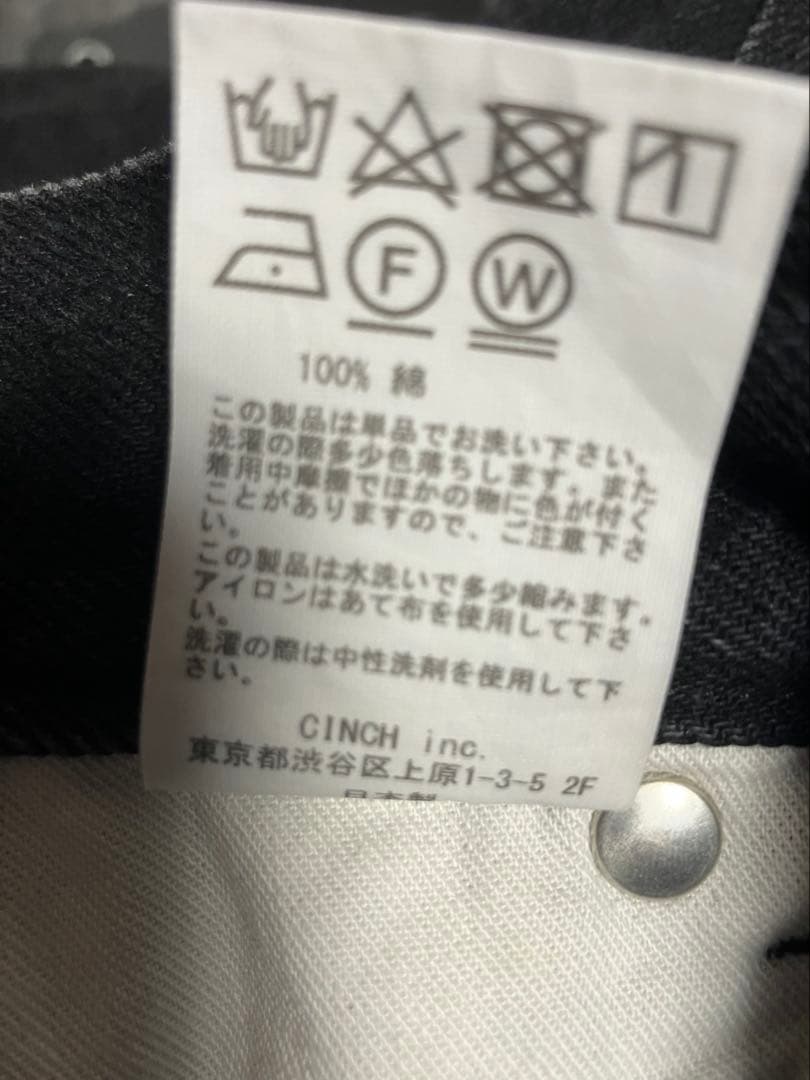 F W
100% 綿
この製品は単品でお洗い下さい。
洗濯の際多少色落ちします。また
着用中摩擦でほかの物に色が付く
ことがありますので、ご注意下さ
い。
この製品は水洗いで多少縮みます。
アイロンはあて布を使用して下さ
い。
洗濯の際は中性洗剤を使用して下
さい。
CINCH inc.
東京都渋谷区上原1-3-5 2F
日本製